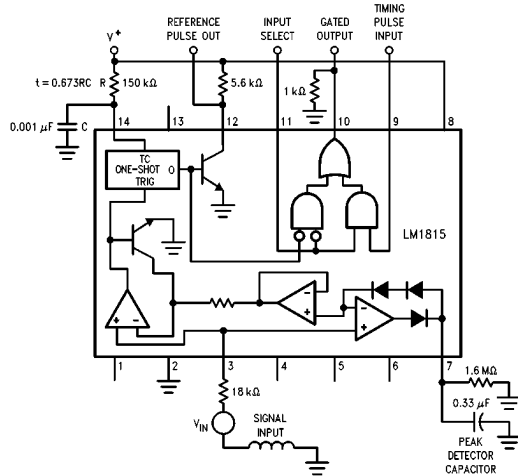 REFERENCE
PULSE OUT
INPUT
SELECT
GATED
OUTPUT
TIMING
PULSE
INPUT
V+
t = 0.673RC R 150 kΩ
5.6 kΩ
1 kΩ
0.001 μF C
14 13 12 11 10 9 8
TC
ONE-SHOT
TRIG
O
LM1815
- +
- +
+ -
- +
1 2 3 4 5 6 7
18 kΩ
1.6 MΩ
0.33 μF
VIN
SIGNAL
INPUT
PEAK
DETECTOR
CAPACITOR